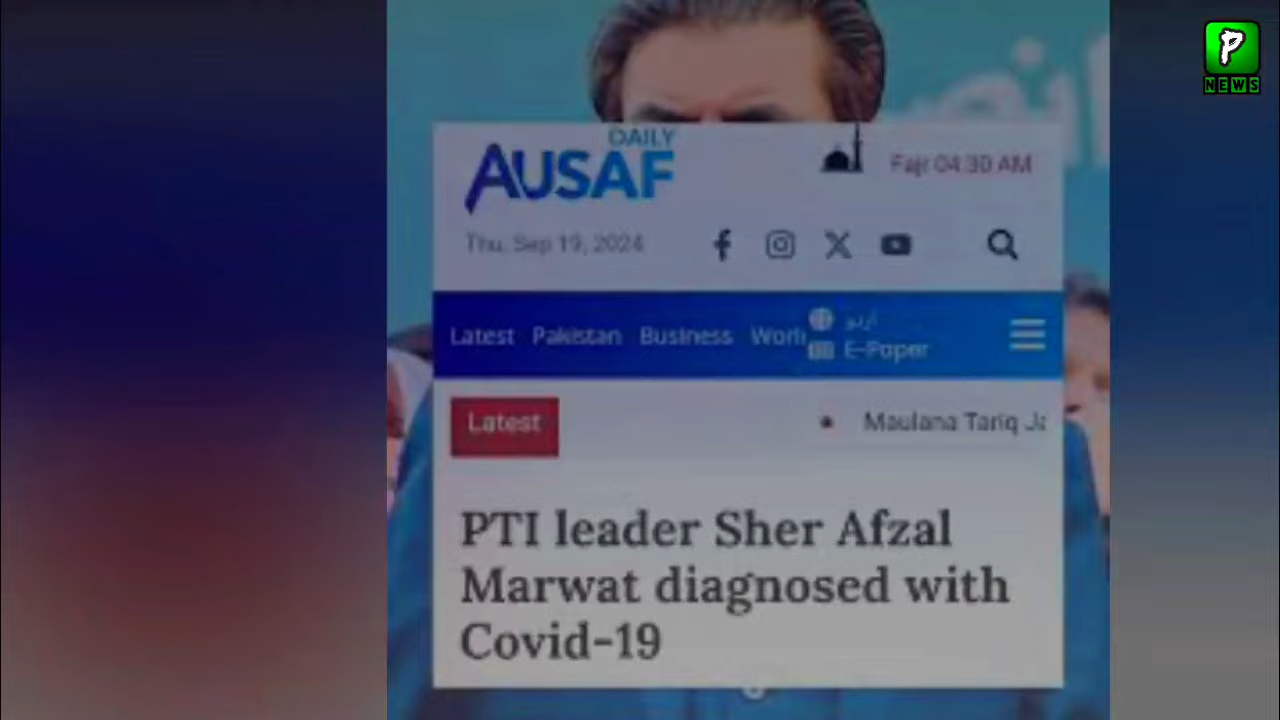 P
NEWS
DAILY
AUSAF
Fajr 04:30 AM
Thu, Sep 19, 2024
Latest Pakistan Business
اردو
E-Paper
Latest
Maulana Tariq
PTI leader Sher Afzal
Marwat diagnosed with
Covid-19